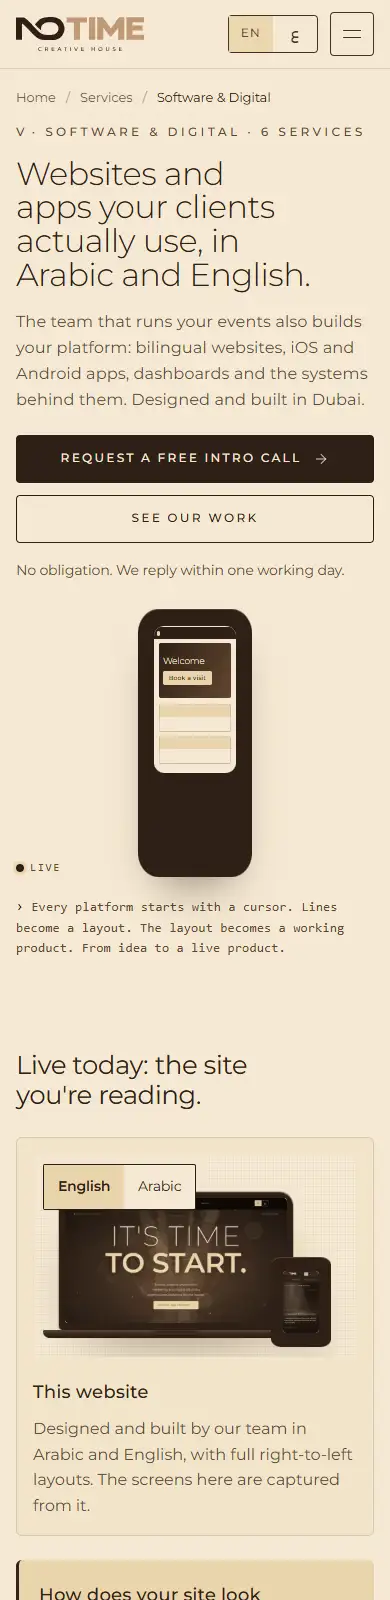 NOTIME
CREATIVE HOUSE
EN ع
Home / Services / Software & Digital
V · SOFTWARE & DIGITAL · 6 SERVICES
Websites and
apps your clients
actually use, in
Arabic and English.
The team that runs your events also builds
your platform: bilingual websites, iOS and
Android apps, dashboards and the systems
behind them. Designed and built in Dubai.
REQUEST A FREE INTRO CALL →
SEE OUR WORK
No obligation. We reply within one working day.
Welcome
Book a visit
LIVE
› Every platform starts with a cursor. Lines
become a layout. The layout becomes a working
product. From idea to a live product.
Live today: the site
you're reading.
English Arabic
IT'S TIME
TO START.
This website
Designed and built by our team in
Arabic and English, with full right-to-left
layouts. The screens here are captured
from it.
How does your site look